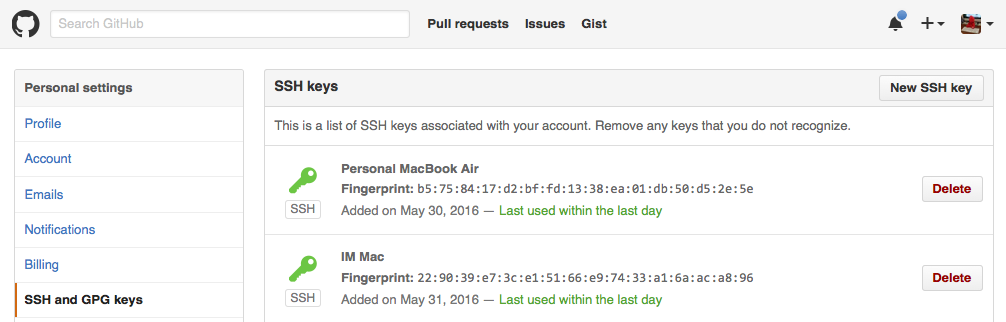 Search GitHub
Pull requests Issues Gist
Personal settings
Profile
Account
Emails
Notifications
Billing
SSH and GPG keys
SSH keys
New SSH key
This is a list of SSH keys associated with your account. Remove any keys that you do not recognize.
Personal MacBook Air
Fingerprint: b5:75:84:17:d2:bf:fd:13:38:ea:01:db:50:d5:2e:5e
SSH
Added on May 30, 2016 — Last used within the last day
Delete
IM Mac
Fingerprint: 22:90:39:e7:3c:e1:51:66:e9:74:33:a1:6a:ac:a8:96
SSH
Added on May 31, 2016 — Last used within the last day
Delete